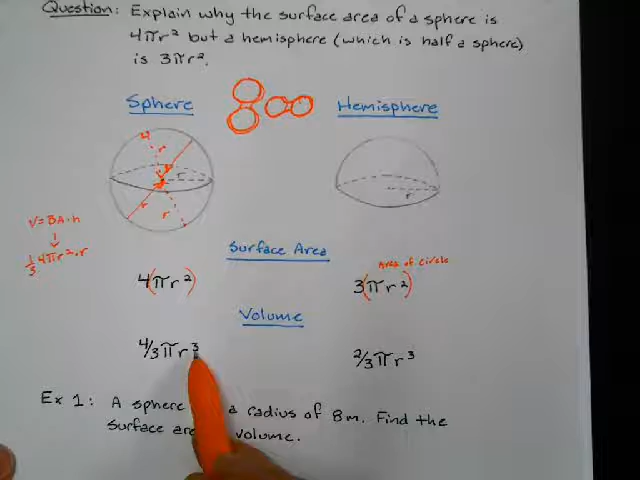 Question: Explain why the surface area of a sphere is
4πr² but a hemisphere (which is half a sphere)
is 3πr².
Sphere
Hemisphere
r
r
r
r
r
V = BA·h
1/3 4πr²·r
Surface Area
Area of Circle
4(πr²)
3(πr²)
Volume
4/3πr³
2/3πr³
Ex 1: A sphere a radius of 8m. Find the
surface volume.